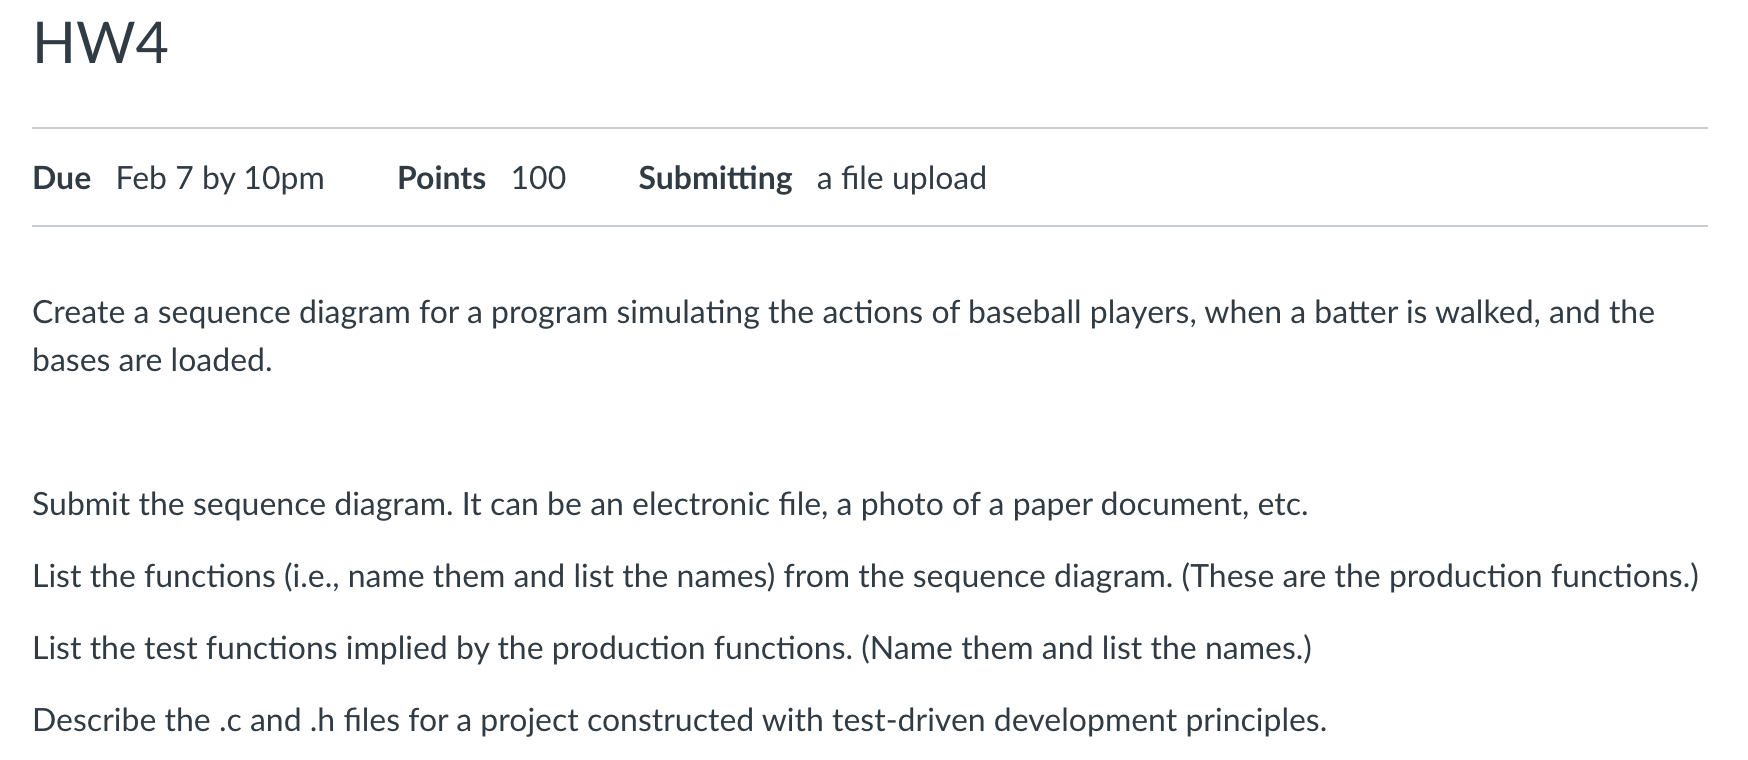 HW4
Due Feb 7 by 10pm Points 100 Submitting a file upload
Create a sequence diagram for a program simulating the actions of baseball players, when a batter is walked, and the
bases are loaded.
Submit the sequence diagram. It can be an electronic file, a photo of a paper document, etc.
List the functions (i.e., name them and list the names) from the sequence diagram. (These are the production functions.)
List the test functions implied by the production functions. (Name them and list the names.)
Describe the .c and .h files for a project constructed with test-driven development principles.